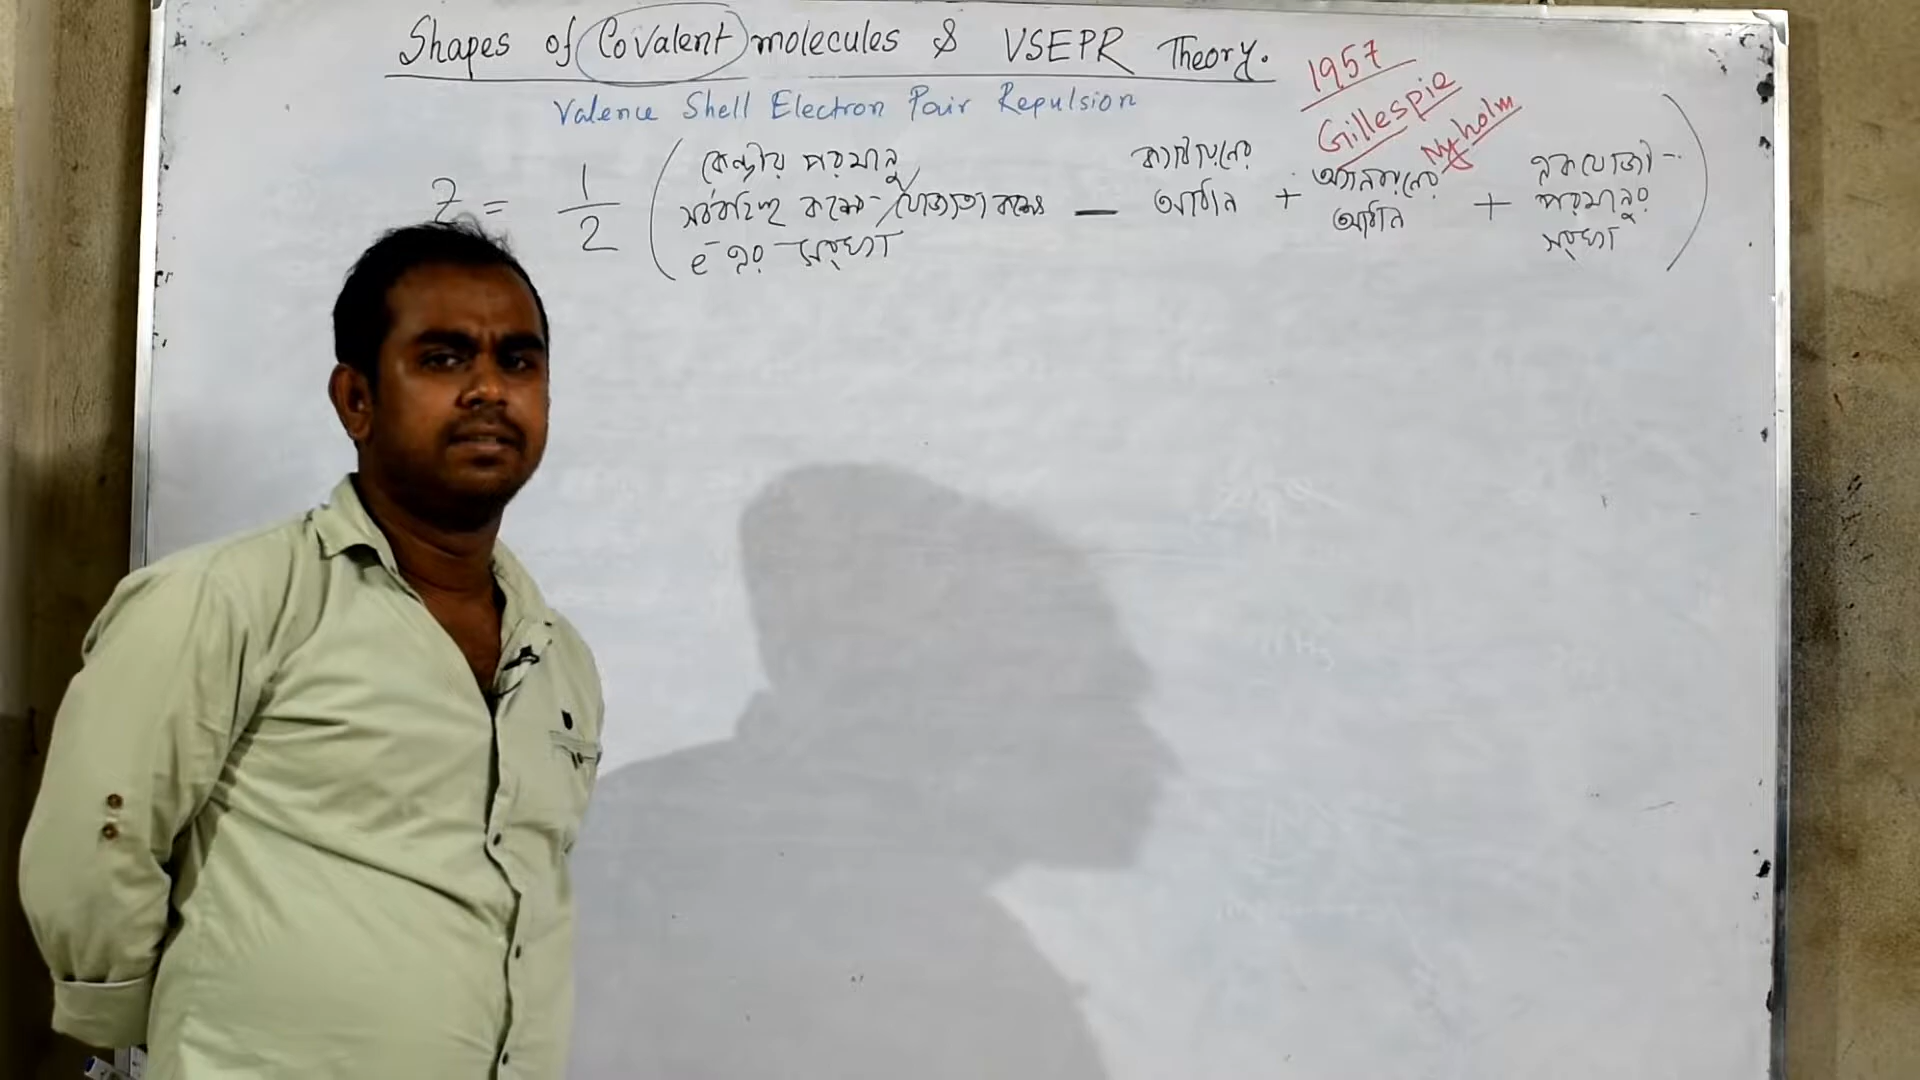 Shapes of Covalent molecules & VSEPR Theory.
Valence Shell Electron Pair Repulsion
1957
Gillespie
Nyholm
Z = 1/2 ( কেন্দ্রীয় পরমানু সর্ববহিস্থ কক্ষে / যোজ্যতা কক্ষে e⁻ এর সংখ্যা — ক্যাটায়নের আধান + অ্যানায়নের আধান + একযোজী পরমানুর সংখ্যা )